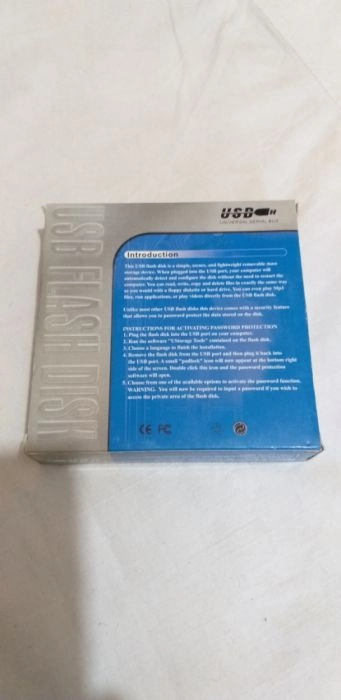 USB FLASH DISK
USB
UNIVERSAL SERIAL BUS
Introduction
This USB flash disk is a simple, secure, and lightweight removable mass
storage device. When plugged into the USB port, your computer will
automatically detect and configure the disk without the need to restart the
computer. You can read, write, copy and delete files in exactly the same way
as you would with a floppy diskette or hard drive. You can even play Mp3
files, run applications, or play videos directly from the USB flash disk.
Unlike most other USB flash disks this device comes with a security feature
that allows you to password protect the data stored on the disk.
INSTRUCTIONS FOR ACTIVATING PASSWORD PROTECTION
1. Plug the flash disk into the USB port on your computer.
2. Run the software "UStorage Tools" contained on the flash disk.
3. Choose a language to finish the installation.
4. Remove the flash disk from the USB port and then plug it back into
the USB port. A small "padlock" icon will now appear at the bottom right
side of the screen. Double click this icon and the password protection
software will open.
5. Choose from one of the available options to activate the password function.
WARNING. You will now be required to input a password if you wish to
access the private area of the flash disk.
CE FC